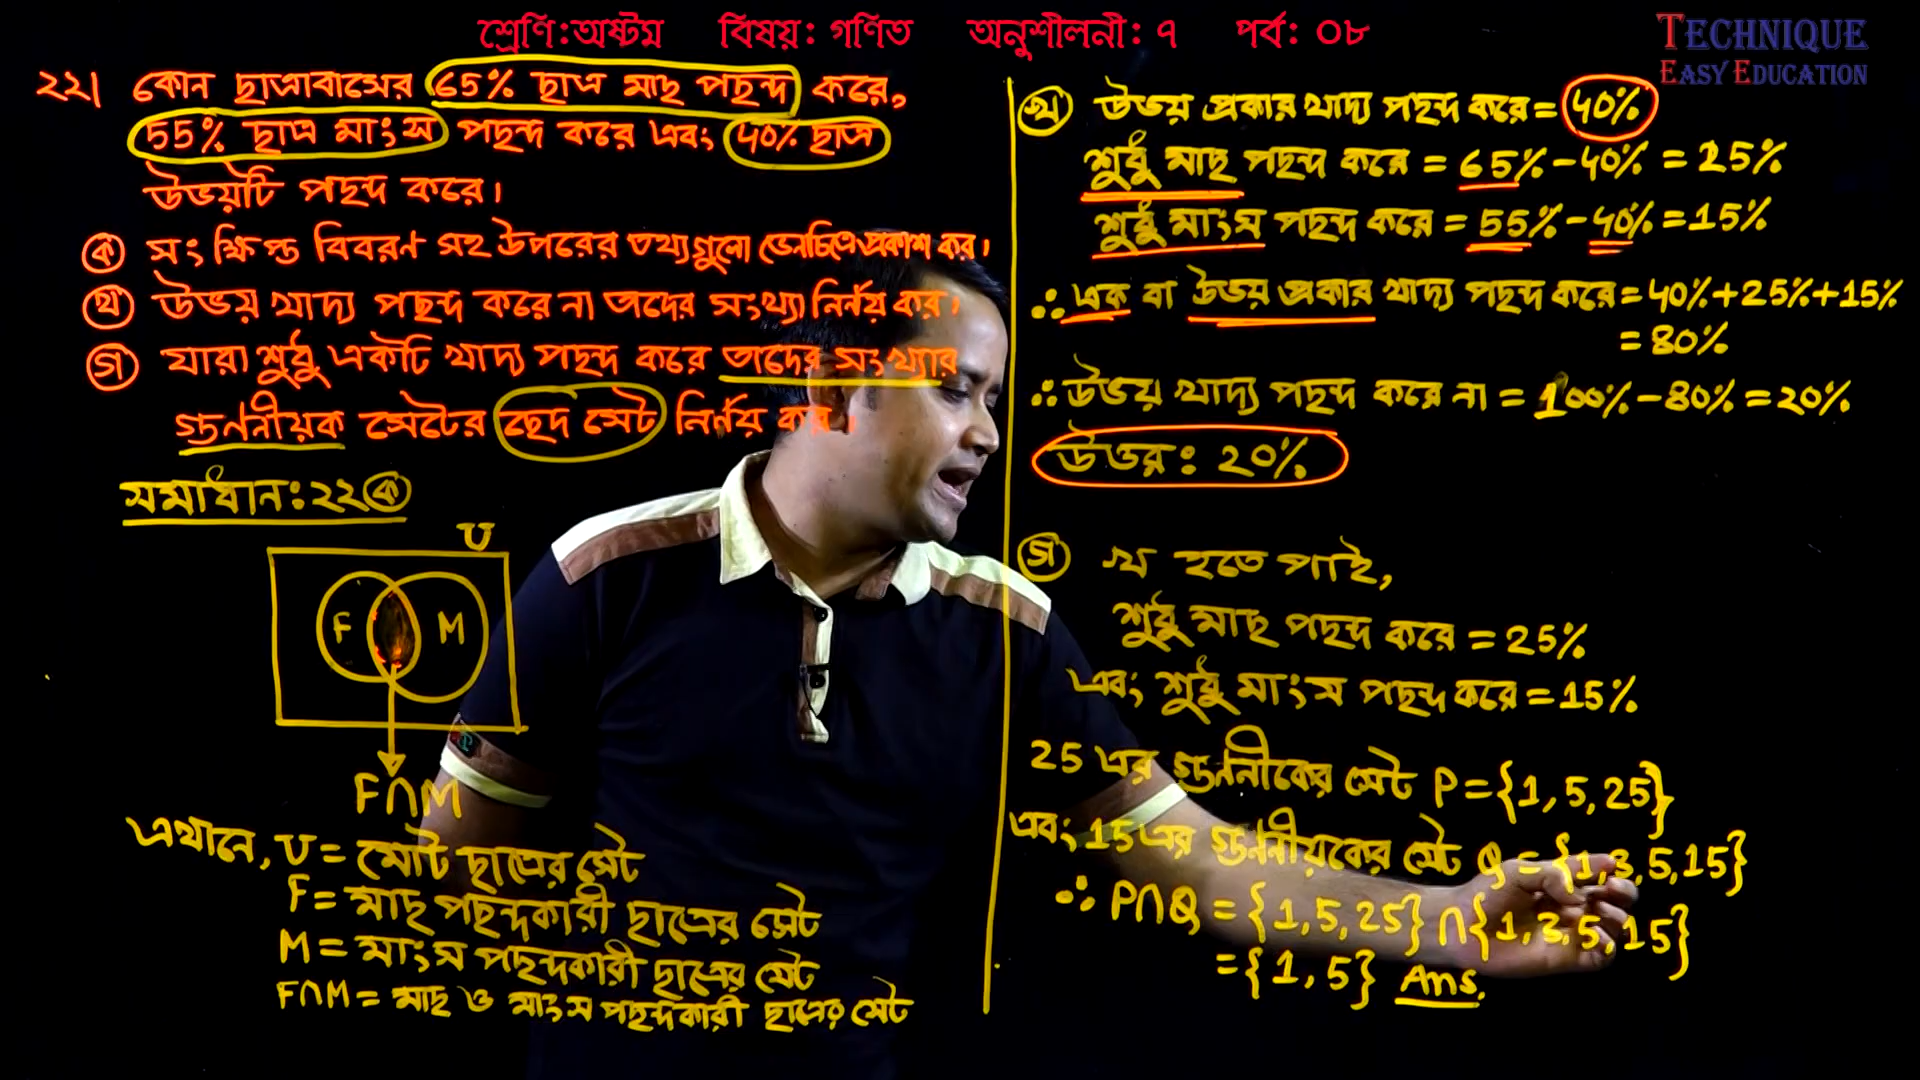 শ্রেণি:অষ্টম বিষয়: গণিত অনুশীলনী: ৭ পর্ব: ০৮
TECHNIQUE
EASY EDUCATION
২২। কোন ছাত্রাবাসের 65% ছাত্র মাছ পছন্দ করে,
55% ছাত্র মাংস পছন্দ করে এবং 40% ছাত্র
উভয়টি পছন্দ করে।
ক সংক্ষিপ্ত বিবরণ সহ উপরের তথ্যগুলো ভেনচিত্রে প্রকাশ কর।
খ উভয় খাদ্য পছন্দ করে না তাদের সংখ্যা নির্নয় কর।
গ যারা শুধু একটি খাদ্য পছন্দ করে তাদের সংখ্যার
গুণনীয়ক সেটের ছেদ সেট নির্নয় কর।
সমাধান: ২২ ক
U
F M
F∩M
এখানে, U = মোট ছাত্রের সেট
F = মাছ পছন্দকারী ছাত্রের সেট
M = মাংস পছন্দকারী ছাত্রের সেট
F∩M = মাছ ও মাংস পছন্দকারী ছাত্রের সেট
খ উভয় প্রকার খাদ্য পছন্দ করে = 40%
শুধু মাছ পছন্দ করে = 65% - 40% = 25%
শুধু মাংস পছন্দ করে = 55% - 40% = 15%
∴ এক বা উভয় প্রকার খাদ্য পছন্দ করে = 40% + 25% + 15%
= 80%
∴ উভয় খাদ্য পছন্দ করে না = 100% - 80% = 20%
উত্তর: 20%
গ খ হতে পাই,
শুধু মাছ পছন্দ করে = 25%
এবং শুধু মাংস পছন্দ করে = 15%
25 এর গুণনীকের সেট P = {1, 5, 25}
এবং 15 এর গুণনীয়কের সেট Q = {1, 3, 5, 15}
∴ P∩Q = {1, 5, 25} ∩ {1, 3, 5, 15}
= {1, 5} Ans.